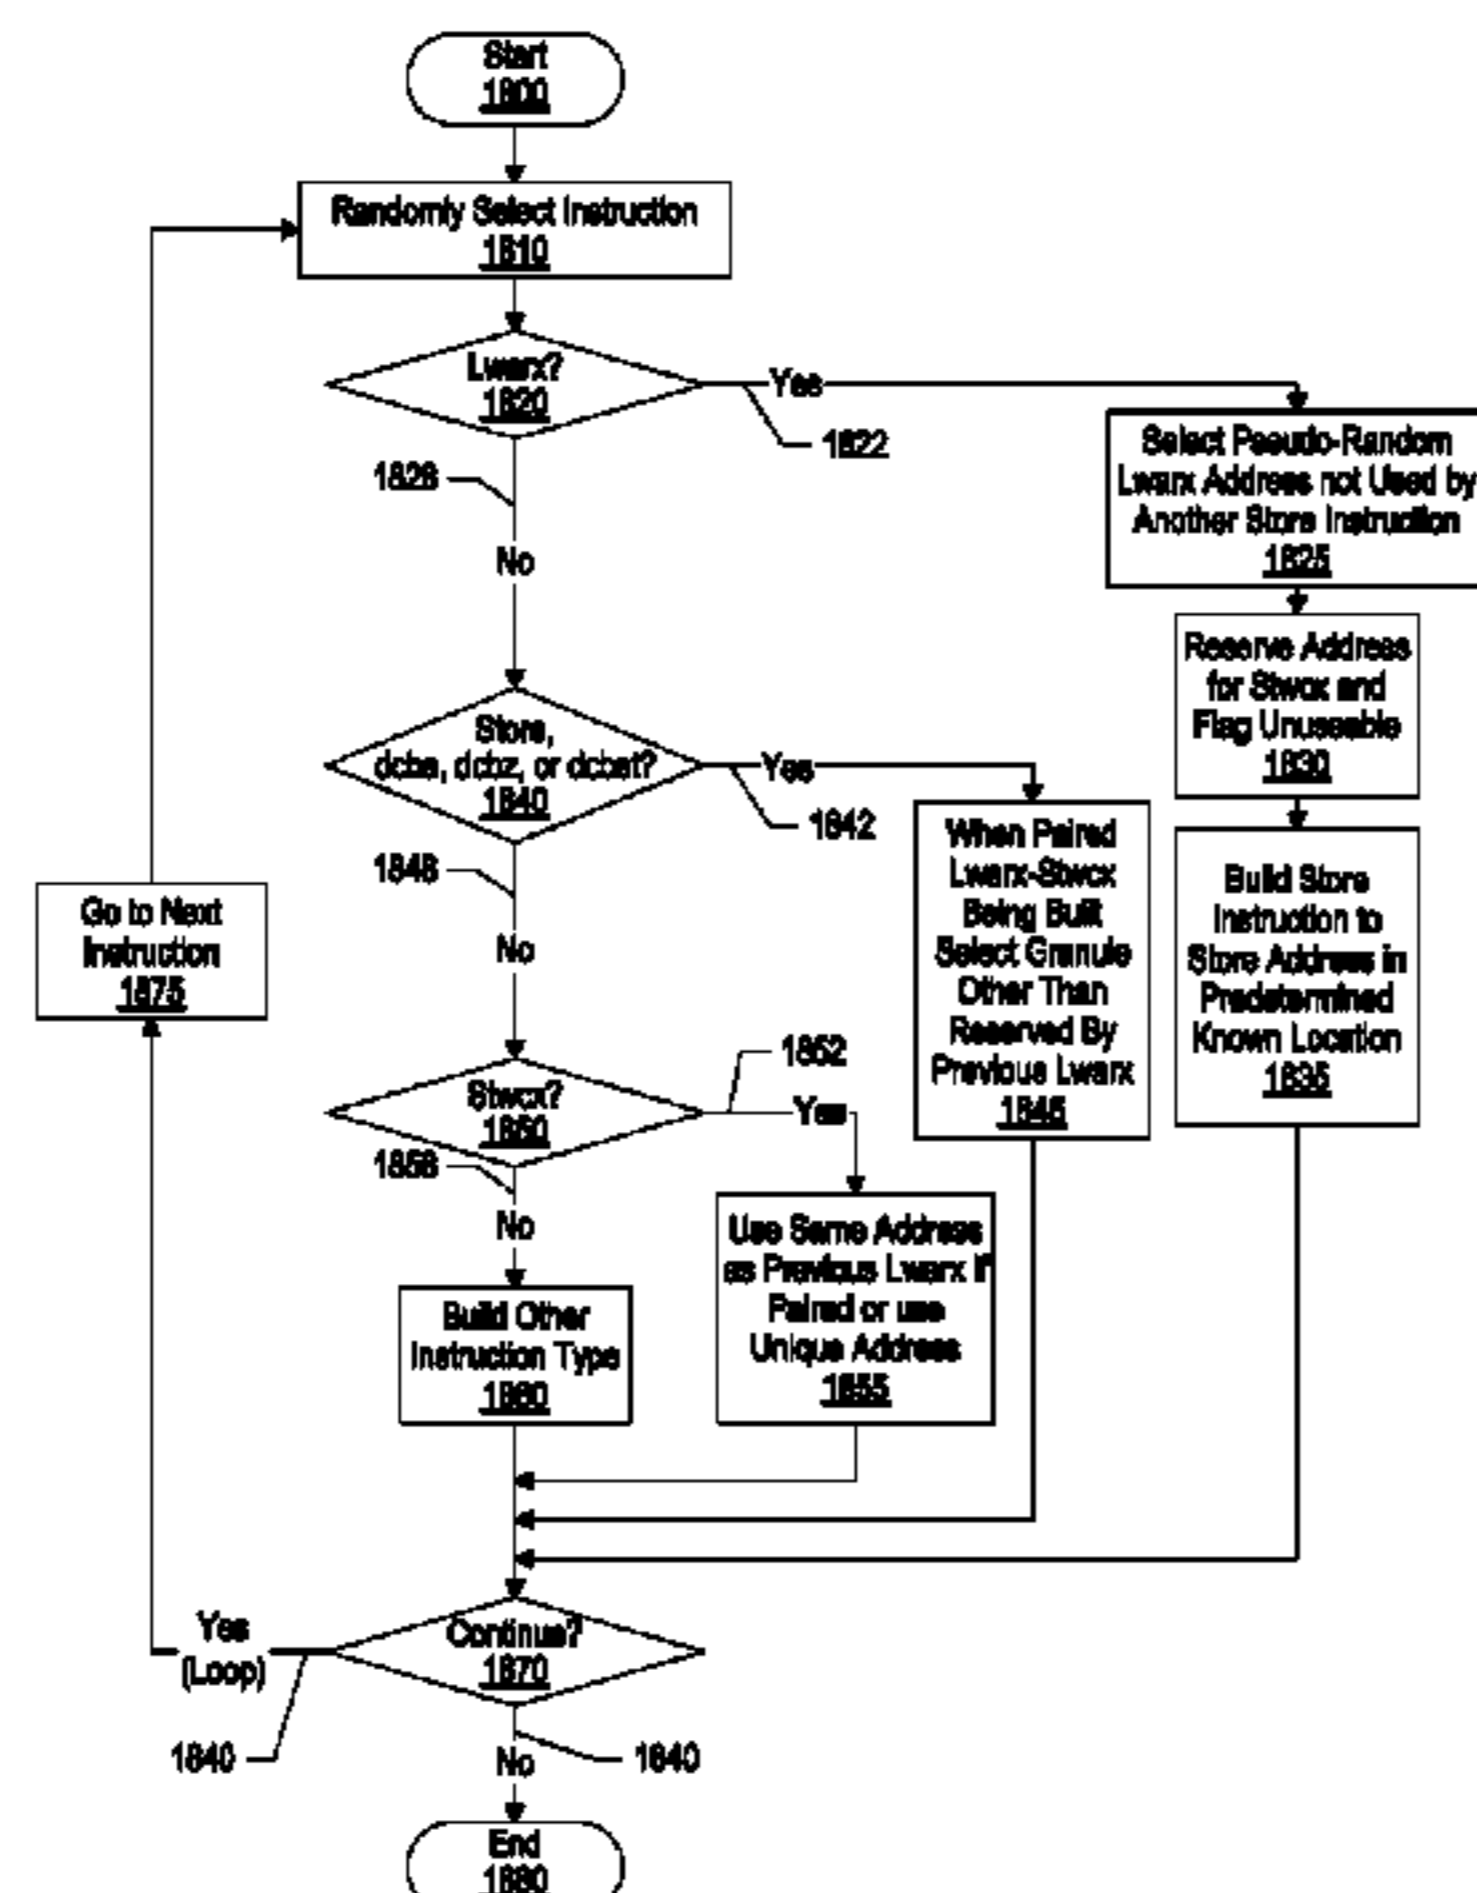 Start
1800
Randomly Select Instruction
1810
Lwarx?
1820
Yes
1822
1828
No
Select Pseudo-Random
Lwarx Address not Used by
Another Store Instruction
1825
Reserve Address
for Stwcx and
Flag Unuseable
1830
Build Store
Instruction to
Store Address in
Predetermined
Known Location
1835
Store,
dcba, dcbz, or dcbst?
1840
Yes
1842
1848
No
When Paired
Lwarx-Stwcx
Being Built
Select Granule
Other Than
Reserved By
Previous Lwarx
1845
Go to Next
Instruction
1875
Stwcx?
1850
1852
Yes
1858
No
Use Same Address
as Previous Lwarx if
Paired or use
Unique Address
1855
Build Other
Instruction Type
1860
Continue?
1870
Yes
(Loop)
1840
No
1840
End
1880